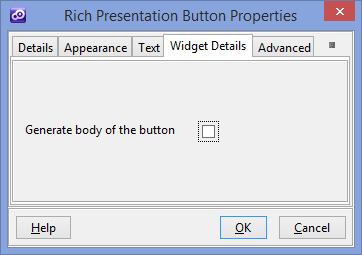 Rich Presentation Button Properties
Details Appearance Text Widget Details Advanced
Generate body of the button
Help OK Cancel